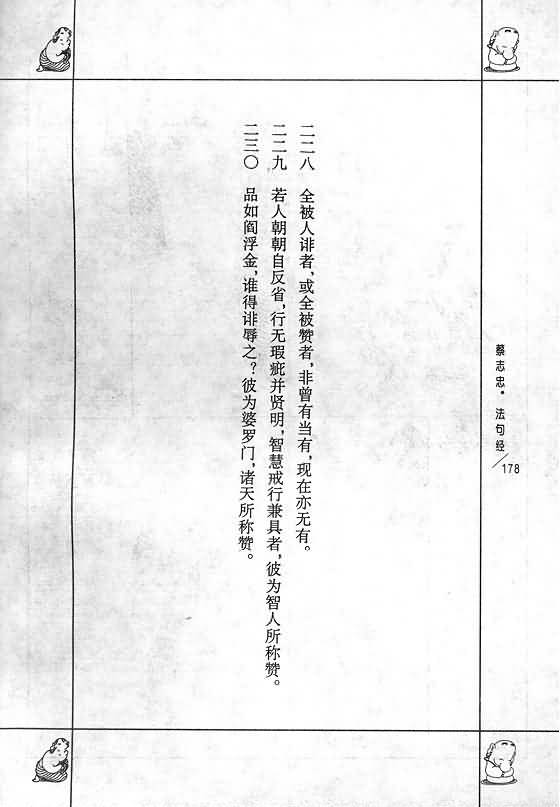 二二八 全被人诽者，或全被赞者，非曾有当有，现在亦无有。
二二九 若人朝朝自反省，行无瑕疵并贤明，智慧戒行兼具者，彼为智人所称赞。
二三〇 品如阎浮金，谁得诽辱之？彼为婆罗门，诸天所称赞。
蔡志忠·法句经/178